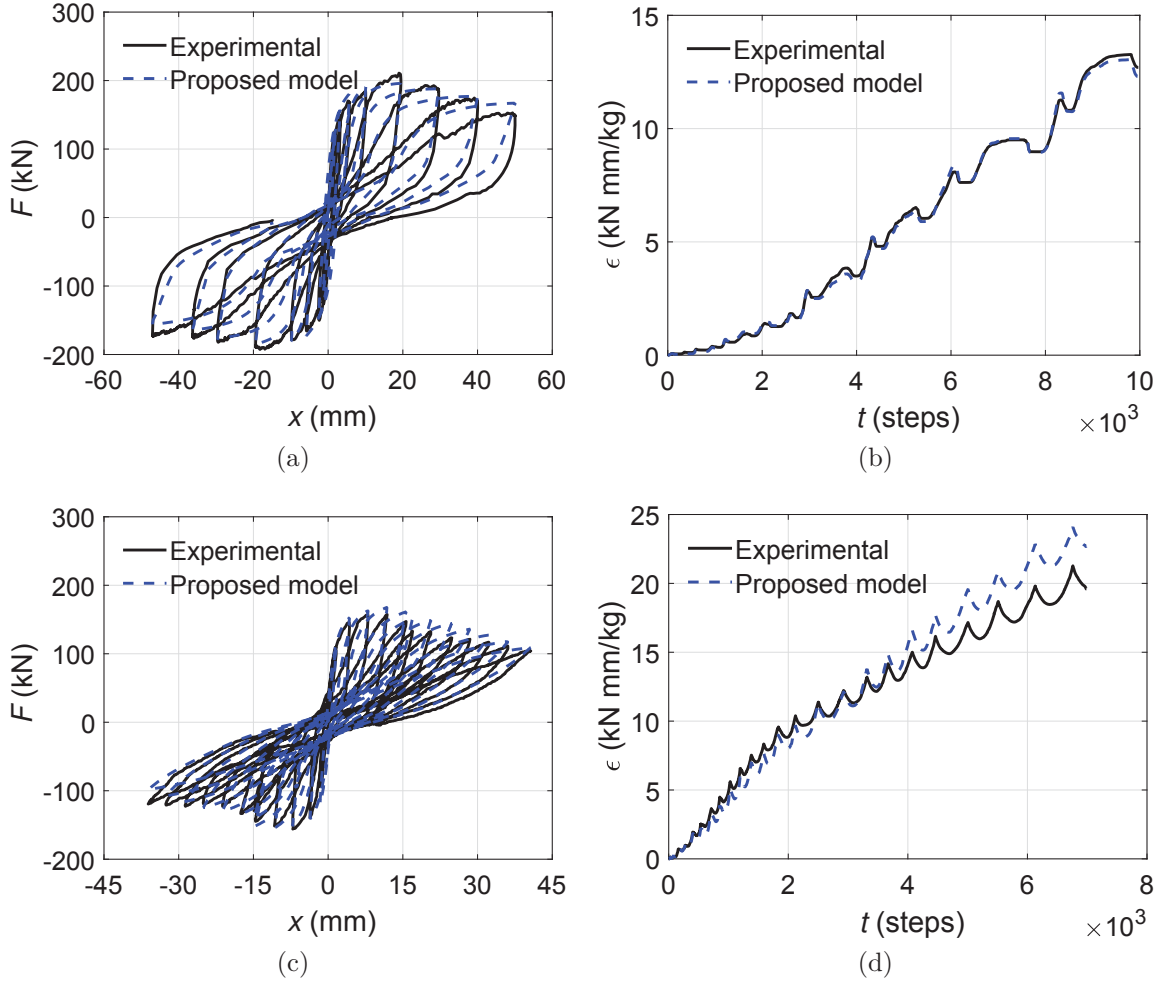 300
200
100
0
-100
-200
F (kN)
Experimental
Proposed model
-60 -40 -20 0 20 40 60
x (mm)
(a)
15
10
5
0
ϵ (kN mm/kg)
Experimental
Proposed model
0 2 4 6 8 10
t (steps) ×10³
(b)
300
200
100
0
-100
-200
F (kN)
Experimental
Proposed model
-45 -30 -15 0 15 30 45
x (mm)
(c)
25
20
15
10
5
0
ϵ (kN mm/kg)
Experimental
Proposed model
0 2 4 6 8
t (steps) ×10³
(d)